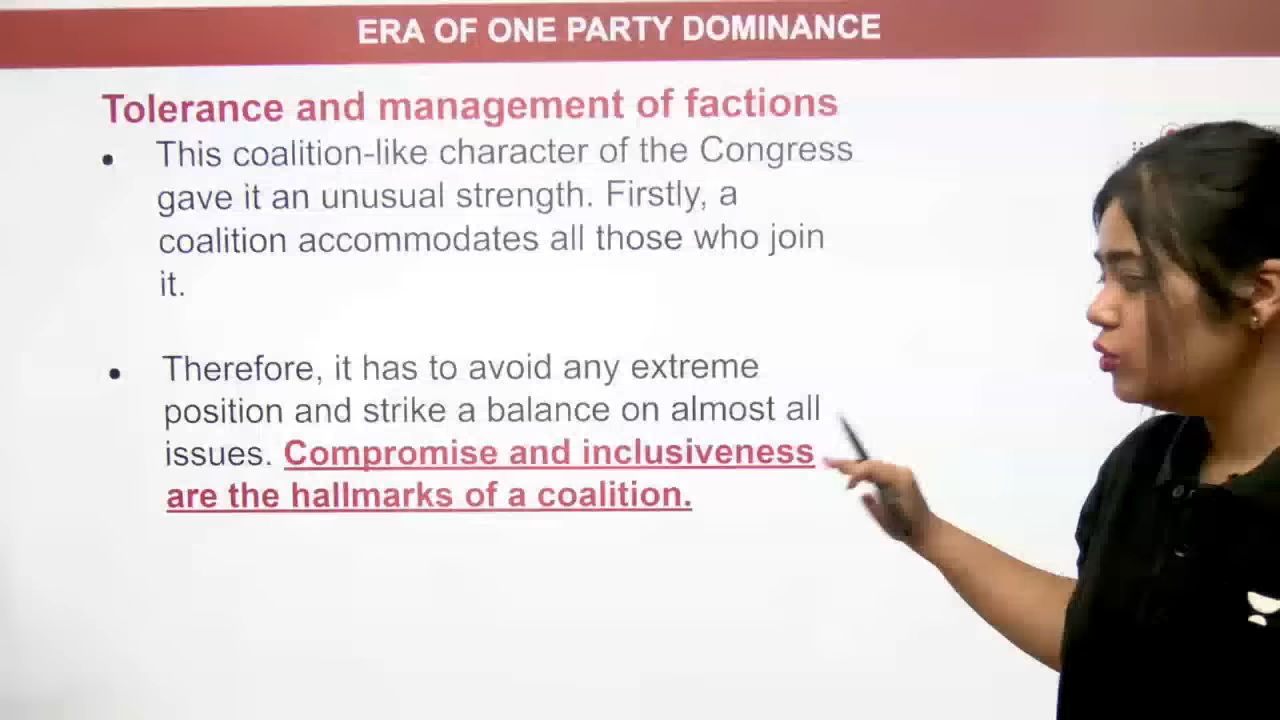 ERA OF ONE PARTY DOMINANCE
Tolerance and management of factions
• This coalition-like character of the Congress
gave it an unusual strength. Firstly, a
coalition accommodates all those who join
it.
• Therefore, it has to avoid any extreme
position and strike a balance on almost all
issues. Compromise and inclusiveness
are the hallmarks of a coalition.